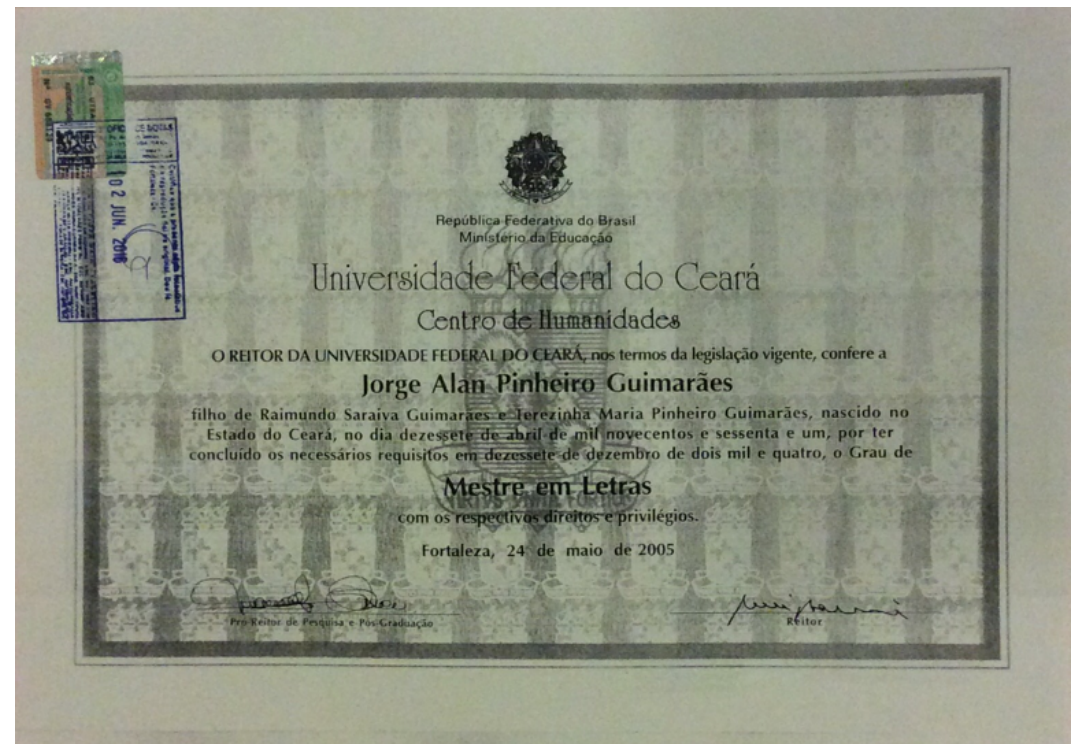 República Federativa do Brasil
Ministério da Educação
Universidade Federal do Ceará
Centro de Humanidades
O REITOR DA UNIVERSIDADE FEDERAL DO CEARÁ, nos termos da legislação vigente, confere a
Jorge Alan Pinheiro Guimarães
filho de Raimundo Saraiva Guimarães e Terezinha Maria Pinheiro Guimarães, nascido no
Estado do Ceará, no dia dezessete de abril de mil novecentos e sessenta e um, por ter
concluído os necessários requisitos em dezessete de dezembro de dois mil e quatro, o Grau de
Mestre em Letras
com os respectivos direitos e privilégios.
Fortaleza, 24 de maio de 2005
Pró-Reitor de Pesquisa e Pós-Graduação
Reitor
02 JUN. 2016